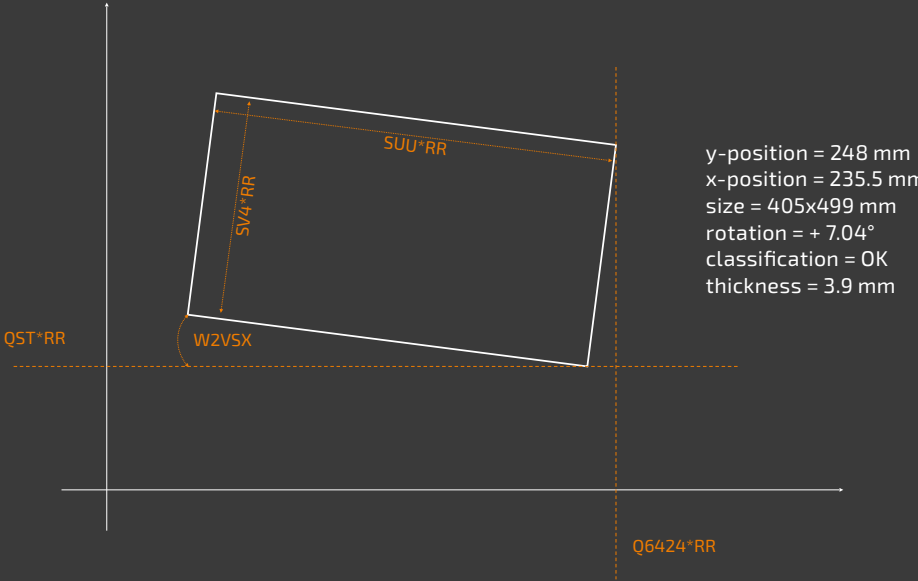 SUU*RR
SV4*RR
QST*RR
W2VSX
Q6424*RR
y-position = 248 mm
x-position = 235.5 mm
size = 405x499 mm
rotation = + 7.04°
classification = OK
thickness = 3.9 mm